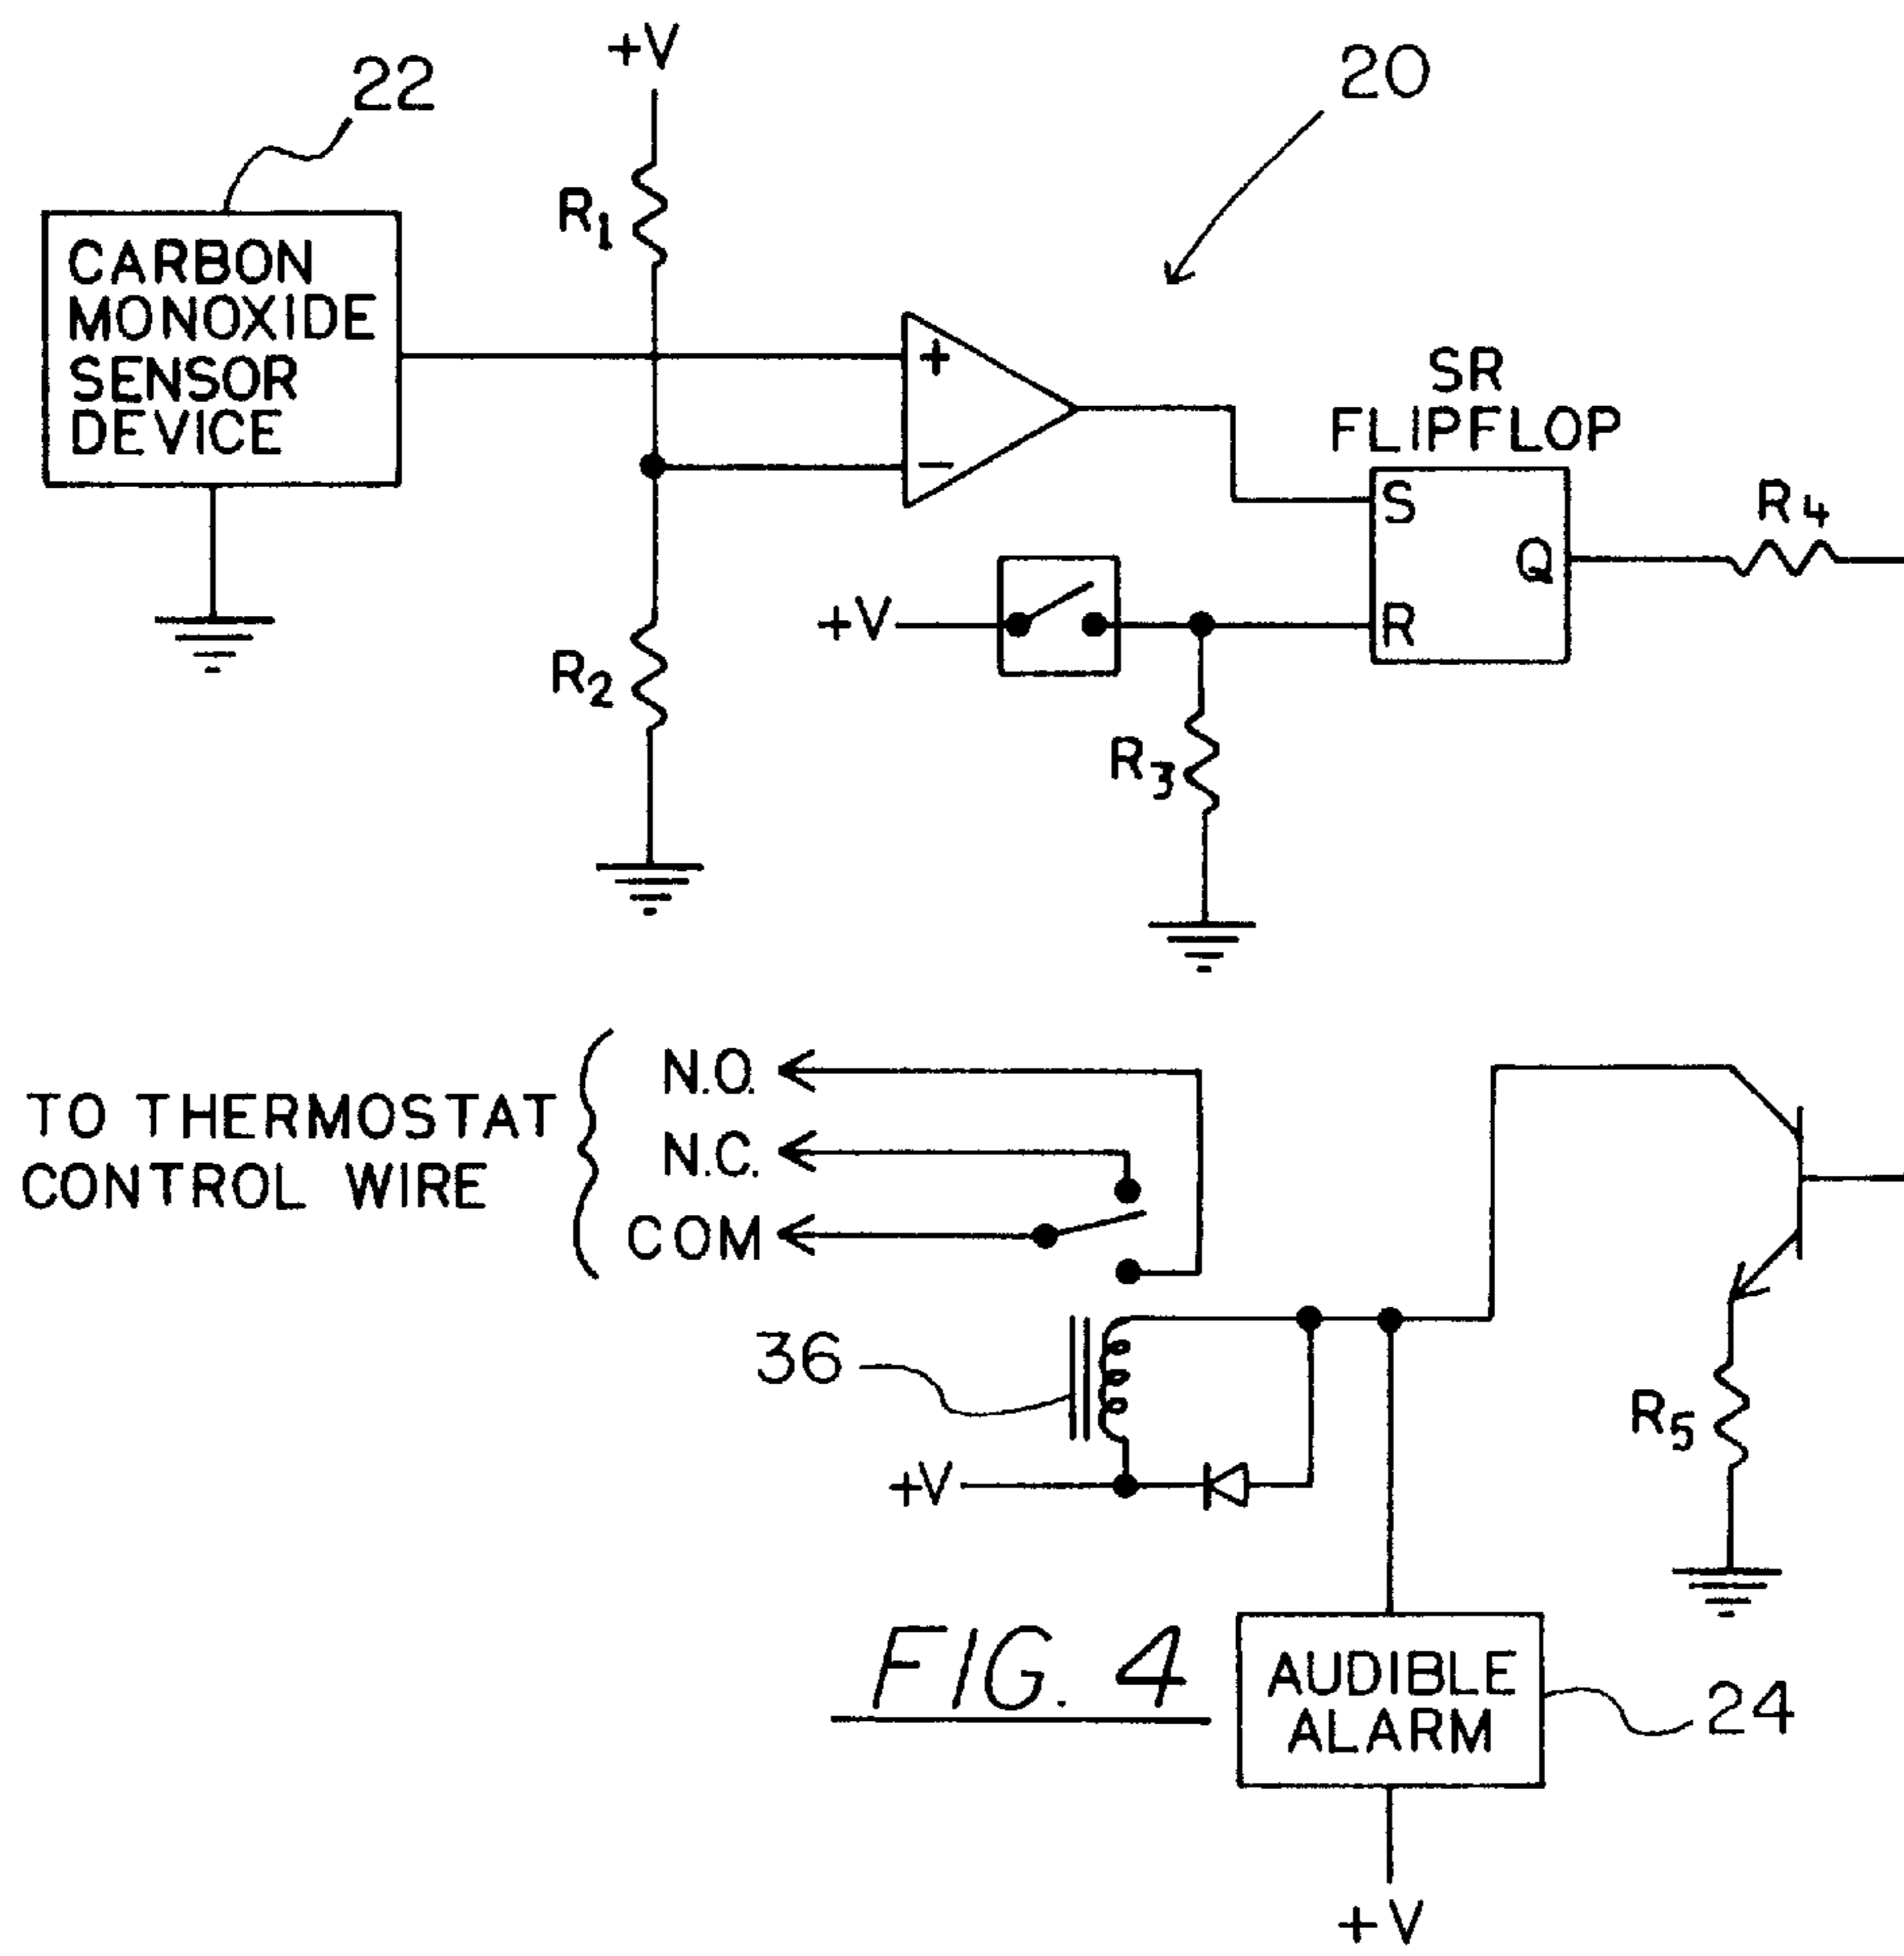 +V
22
20
R1
CARBON
MONOXIDE
SENSOR
DEVICE
+
-
SR
FLIPFLOP
S
Q
R
R4
+V
R2
R3
TO THERMOSTAT
CONTROL WIRE
N.O.
N.C.
COM
36
+V
R5
FIG. 4
AUDIBLE
ALARM
24
+V